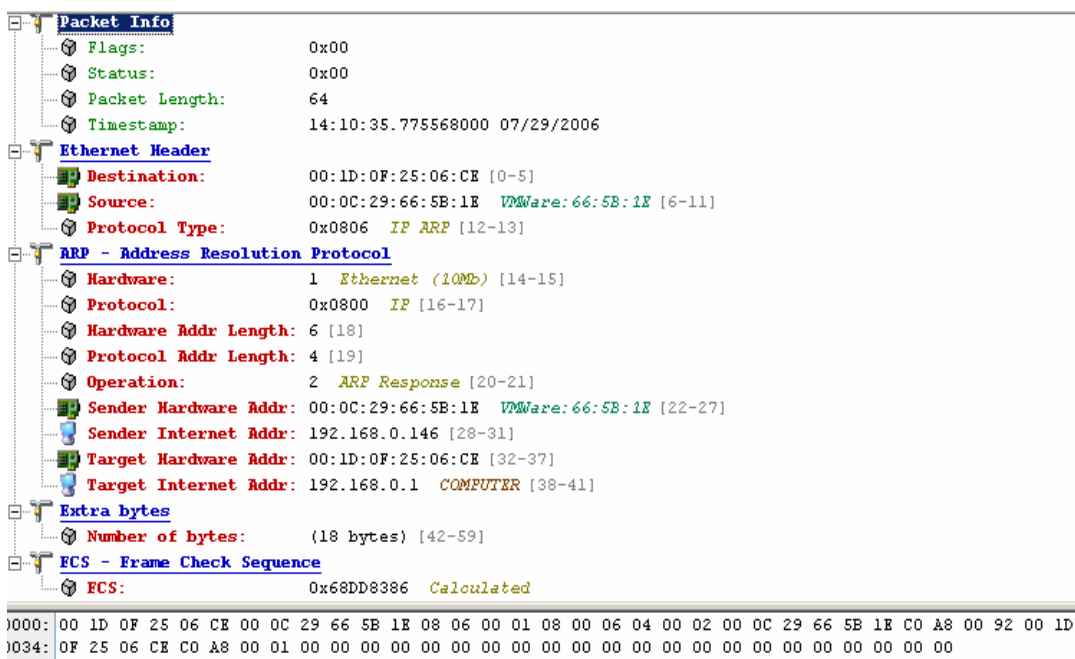 Packet Info
Flags: 0x00
Status: 0x00
Packet Length: 64
Timestamp: 14:10:35.775568000 07/29/2006
Ethernet Header
Destination: 00:1D:0F:25:06:CE [0-5]
Source: 00:0C:29:66:5B:1E VMWare:66:5B:1E [6-11]
Protocol Type: 0x0806 IP ARP [12-13]
ARP - Address Resolution Protocol
Hardware: 1 Ethernet (10Mb) [14-15]
Protocol: 0x0800 IP [16-17]
Hardware Addr Length: 6 [18]
Protocol Addr Length: 4 [19]
Operation: 2 ARP Response [20-21]
Sender Hardware Addr: 00:0C:29:66:5B:1E VMWare:66:5B:1E [22-27]
Sender Internet Addr: 192.168.0.146 [28-31]
Target Hardware Addr: 00:1D:0F:25:06:CE [32-37]
Target Internet Addr: 192.168.0.1 COMPUTER [38-41]
Extra bytes
Number of bytes: (18 bytes) [42-59]
FCS - Frame Check Sequence
FCS: 0x68DD8386 Calculated
0000: 00 1D 0F 25 06 CE 00 0C 29 66 5B 1E 08 06 00 01 08 00 06 04 00 02 00 0C 29 66 5B 1E C0 A8 00 92 00 1D
0034: 0F 25 06 CE C0 A8 00 01 00 00 00 00 00 00 00 00 00 00 00 00 00 00 00 00 00 00 00 00 00 00